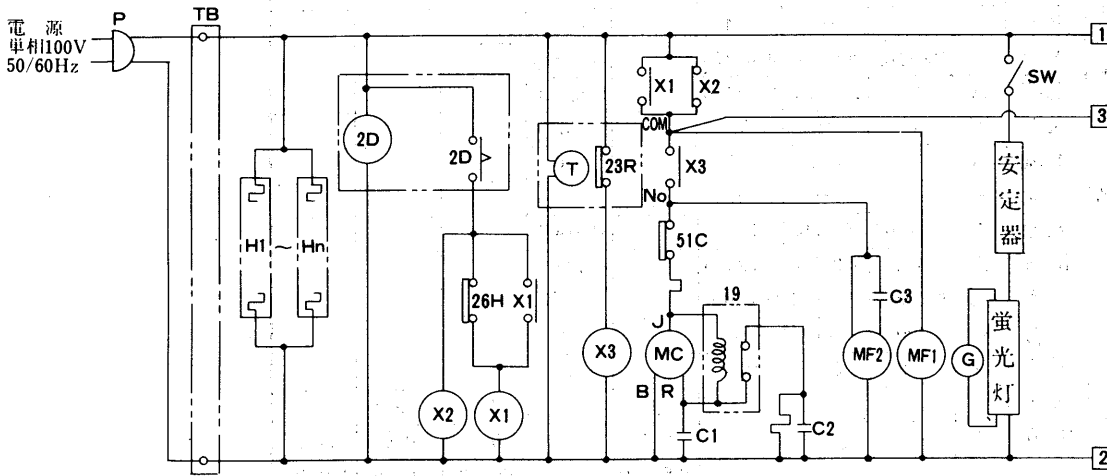 電 源
単相100V
50/60Hz
P
TB
1
X1
X2
SW
COM
3
2D
2D
T
23R
X3
No
安定器
H1 ~ Hn
51C
26H
X1
19
C3
J
X3
MC
MF2
MF1
G
蛍光灯
B
R
X2
X1
C1
C2
2